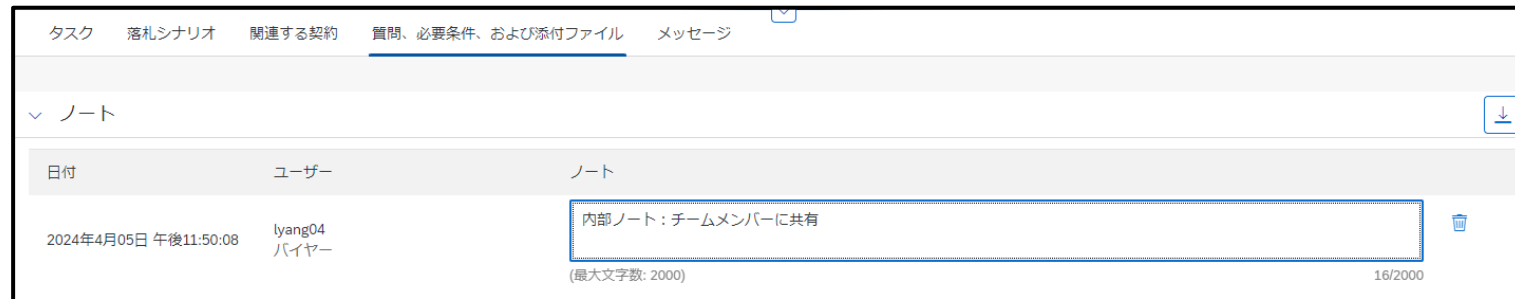 タスク 落札シナリオ 関連する契約 質問、必要条件、および添付ファイル メッセージ
ノート
日付 ユーザー ノート
2024年4月05日 午後11:50:08 lyang04 内部ノート：チームメンバーに共有
バイヤー
(最大文字数: 2000) 16/2000